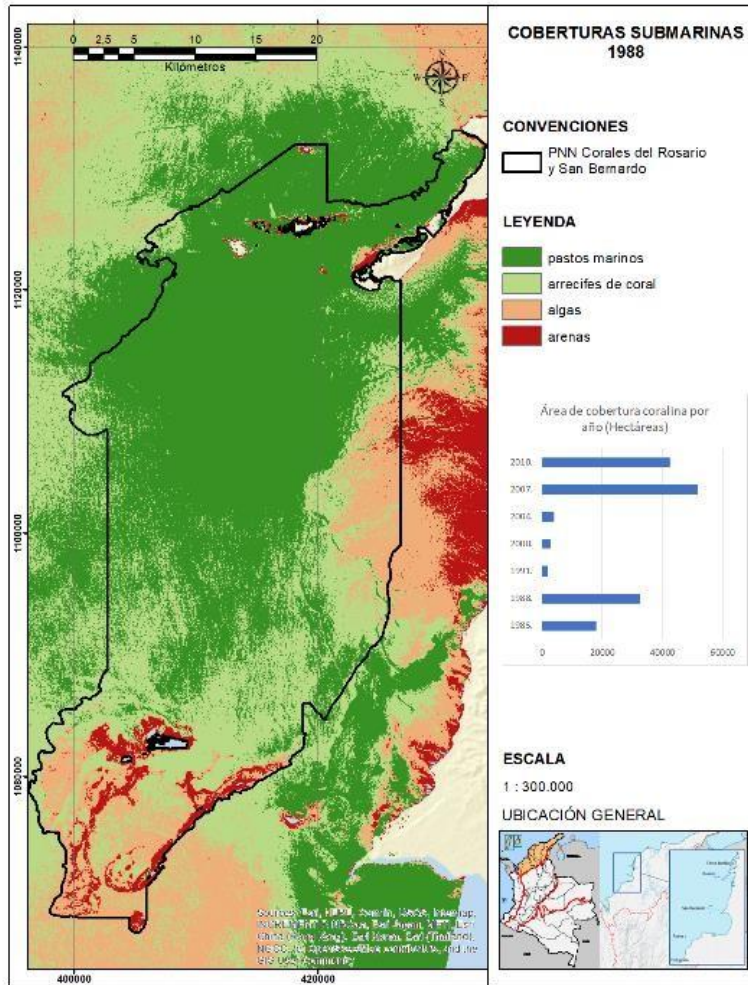 COBERTURAS SUBMARINAS
1988
CONVENCIONES
PNN Corales del Rosario
y San Bernardo
LEYENDA
pastos marinos
arrecifes de coral
algas
arenas
Área de cobertura coralina por
año (Hectáreas)
2010.
2007.
2004.
2000.
1991.
1988.
1985.
0 20000 40000 60000
ESCALA
1 : 300.000
UBICACIÓN GENERAL
0 2,5 5 10 15 20
Kilómetros
N
W E
S
1140000
1120000
1100000
1080000
400000 420000